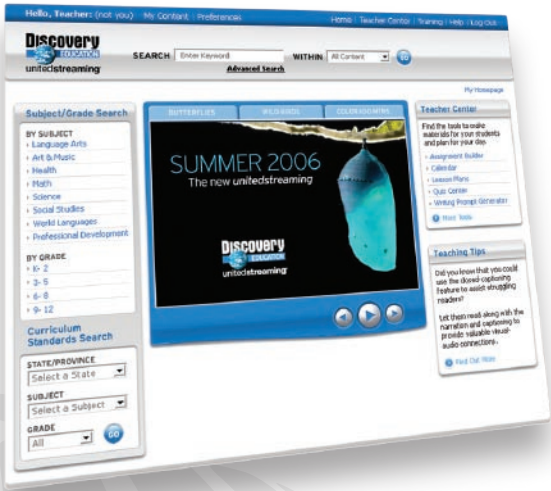 Hello, Teacher: (not you) My Content | Preferences
Home | Teacher Center | Training | Help | Log Out
Discovery
EDUCATION
unitedstreaming
SEARCH Enter Keyword WITHIN All Content GO
Advanced Search
My Homepage
Subject/Grade Search
BY SUBJECT
Language Arts
Art & Music
Health
Math
Science
Social Studies
World Languages
Professional Development
BY GRADE
K- 2
3- 5
6- 8
9- 12
Curriculum
Standards Search
STATE/PROVINCE
Select a State
SUBJECT
Select a Subject
GRADE
All GO
BUTTERFLIES WILD BIRDS COLORADO MINS
SUMMER 2006
The new unitedstreaming
Discovery
EDUCATION
unitedstreaming
Teacher Center
Find the tools to make
materials for your students
and plan for your day.
Assignment Builder
Calendar
Lesson Plans
Quiz Center
Writing Prompt Generator
More Tools
Teaching Tips
Did you know that you could
use the closed-captioning
feature to assist struggling
readers?
Let them read along with the
narration and captioning to
provide valuable visual-
audio connections.
Find Out More